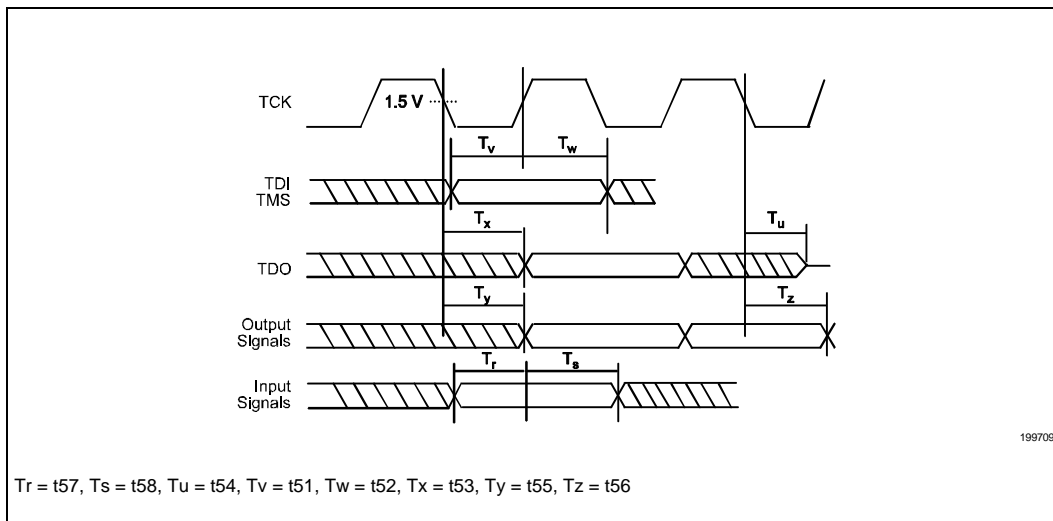 TCK
1.5 V
Tv
Tw
TDI
TMS
Tx
Tu
TDO
Ty
Tz
Output
Signals
Tr
Ts
Input
Signals
199709
Tr = t57, Ts = t58, Tu = t54, Tv = t51, Tw = t52, Tx = t53, Ty = t55, Tz = t56